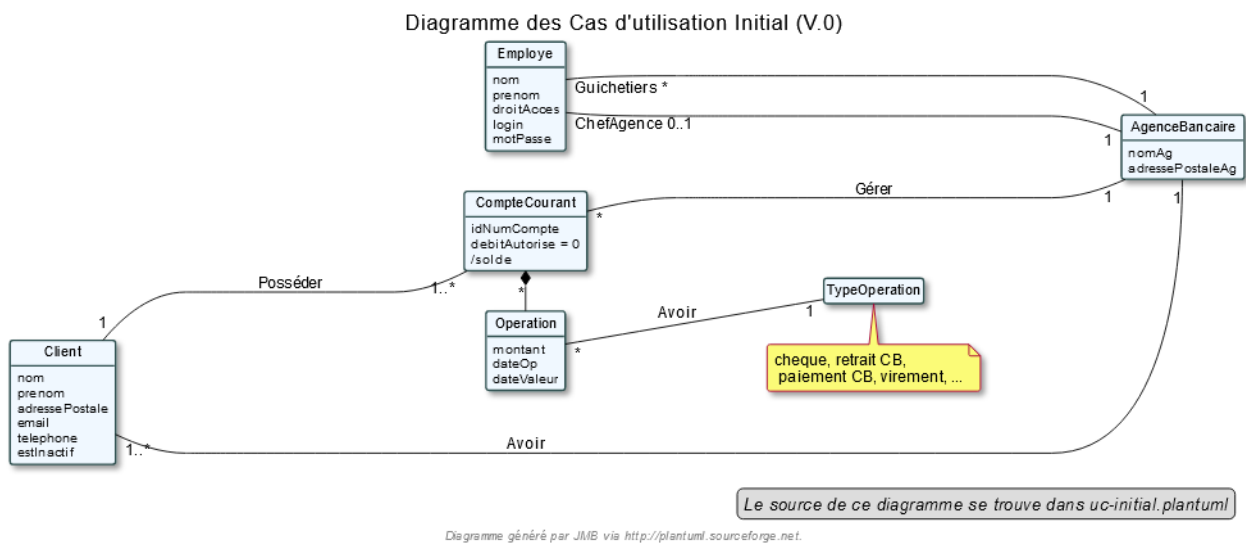 Diagramme des Cas d'utilisation Initial (V.0)
Employe
nom
prenom
droitAcces
login
motPasse
Guichetiers *
1
ChefAgence 0..1
1
AgenceBancaire
nomAg
adressePostaleAg
Gérer
*
1
1
CompteCourant
idNumCompte
debitAutorise = 0
/solde
Posséder
1..*
1
*
TypeOperation
Avoir
1
*
Operation
montant
dateOp
dateValeur
cheque, retrait CB,
paiement CB, virement, ...
Client
nom
prenom
adressePostale
email
telephone
estInactif
1..*
Avoir
Le source de ce diagramme se trouve dans uc-initial.plantuml
Diagramme généré par JMB via http://plantuml.sourceforge.net.